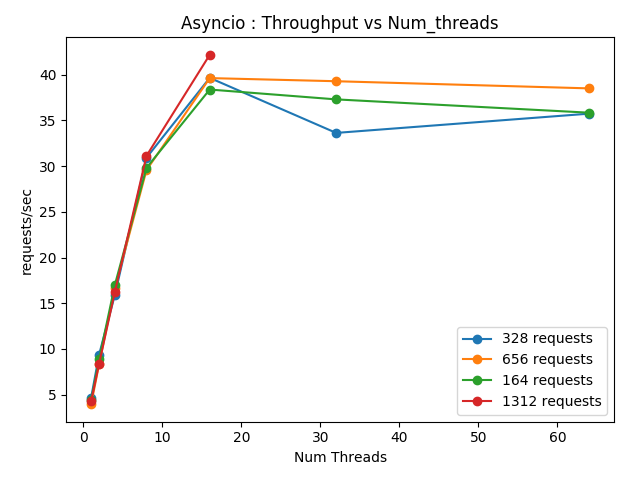 Asyncio : Throughput vs Num_threads
requests/sec
40
35
30
25
20
15
10
5
0
10
20
30
40
50
60
Num Threads
328 requests
656 requests
164 requests
1312 requests